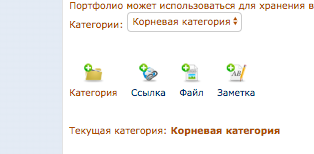 Портфолио может использоваться для хранения в
Категории: Корневая категория
Категория Ссылка Файл Заметка
Текущая категория: Корневая категория